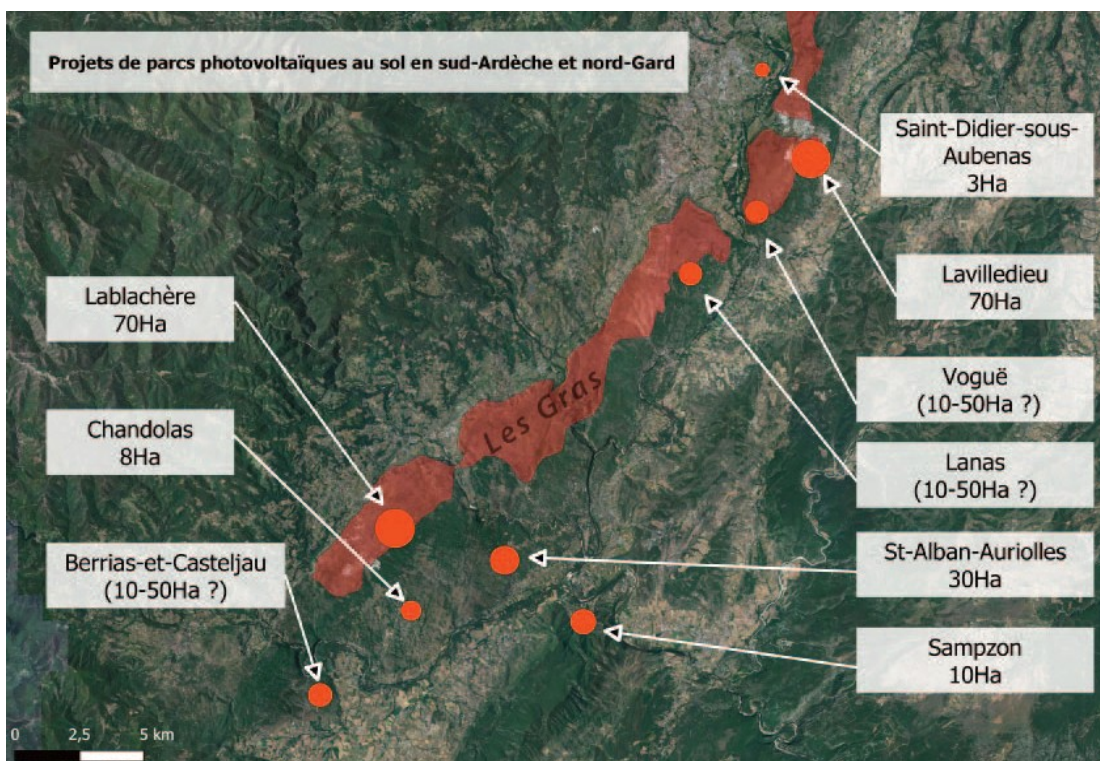 Projets de parcs photovoltaïques au sol en sud-Ardèche et nord-Gard
Saint-Didier-sous-
Aubenas
3Ha
Lavilledieu
70Ha
Lablachère
70Ha
Voguë
(10-50Ha ?)
Les Gras
Chandolas
8Ha
Lanas
(10-50Ha ?)
St-Alban-Auriolles
30Ha
Berrias-et-Casteljau
(10-50Ha ?)
Sampzon
10Ha
0 2,5 5 km